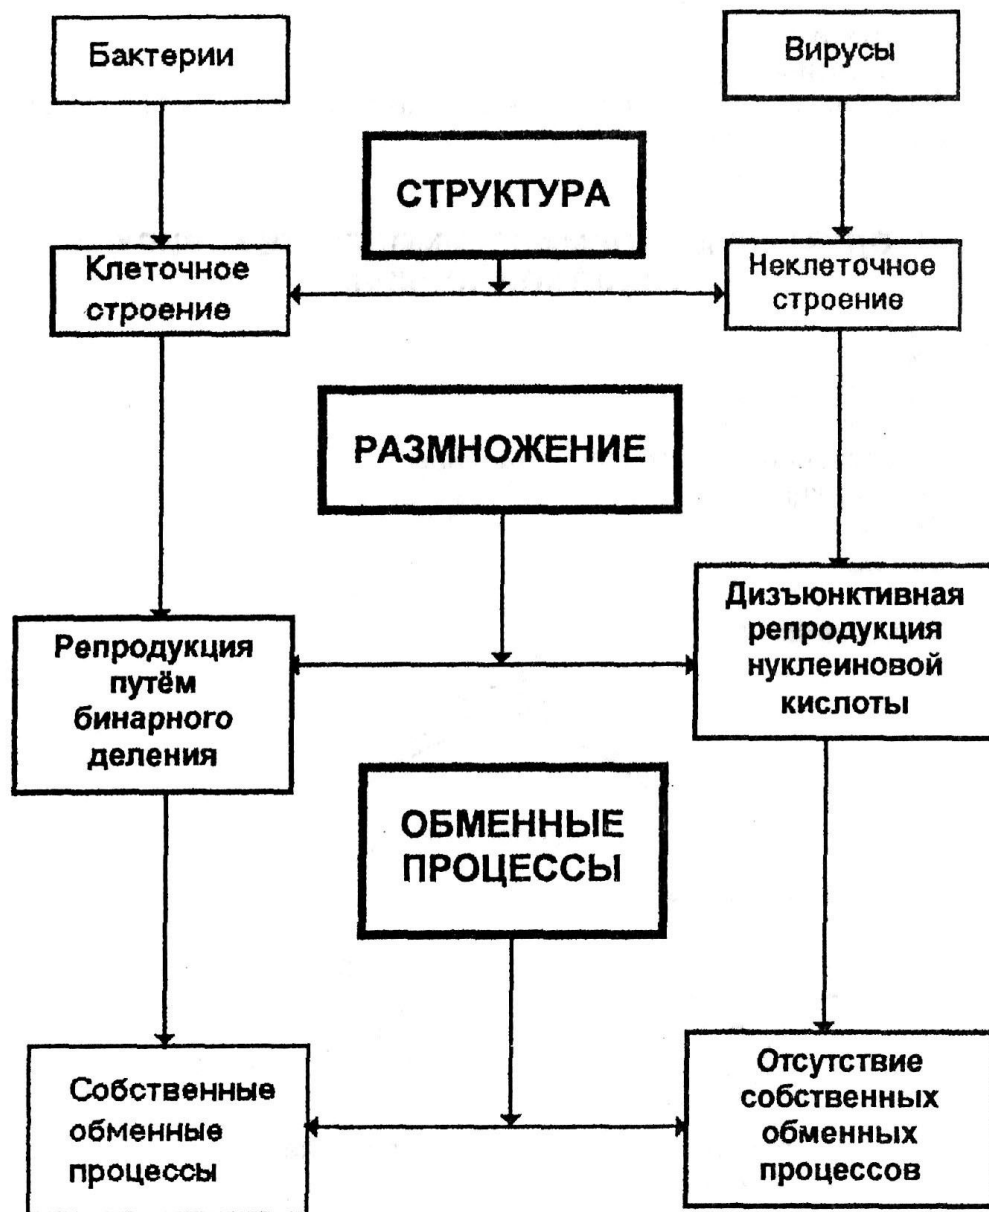 Бактерии
Вирусы
СТРУКТУРА
Клеточное
строение
Неклеточное
строение
РАЗМНОЖЕНИЕ
Репродукция
путём
бинарного
деления
Дизъюнктивная
репродукция
нуклеиновой
кислоты
ОБМЕННЫЕ
ПРОЦЕССЫ
Собственные
обменные
процессы
Отсутствие
собственных
обменных
процессов